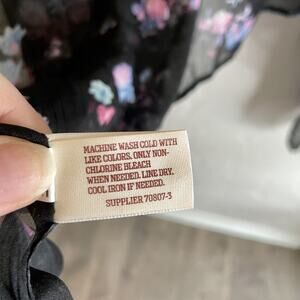 MACHINE WASH COLD WITH
LIKE COLORS. ONLY NON-
CHLORINE BLEACH
WHEN NEEDED. LINE DRY.
COOL IRON IF NEEDED.
SUPPLIER 70807-3